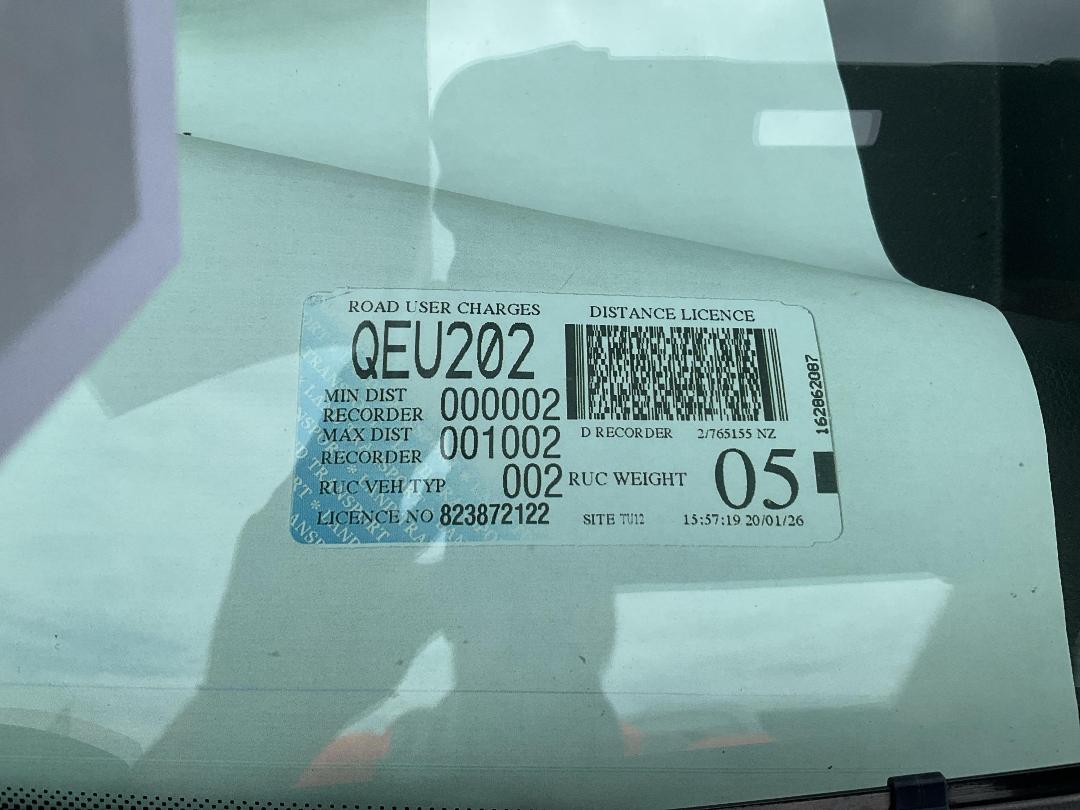 ROAD USER CHARGES DISTANCE LICENCE
QEU202
MIN DIST
RECORDER 000002
162862087
MAX DIST
RECORDER 001002
D RECORDER 2/765155 NZ
RUC VEH TYP 002 RUC WEIGHT 05
LICENCE NO 823872122 SITE TU12 15:57:19 20/01/26